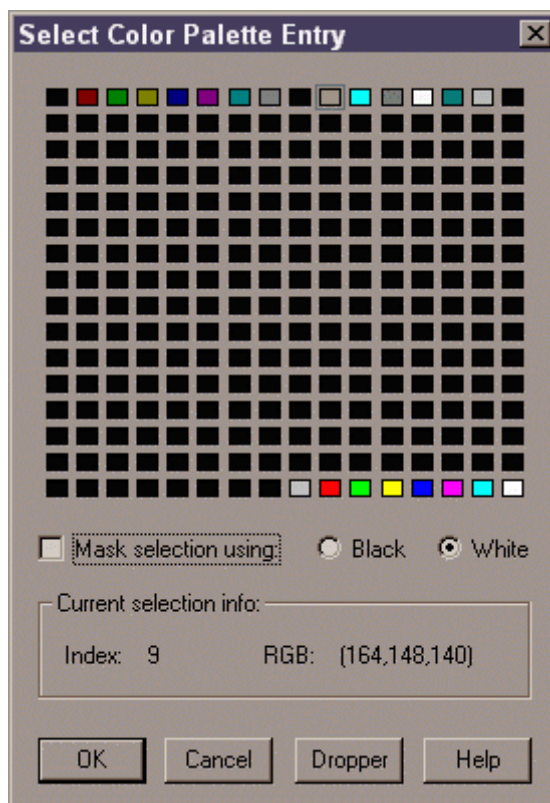 Select Color Palette Entry
Mask selection using: Black White
Current selection info:
Index: 9 RGB: (164,148,140)
OK Cancel Dropper Help